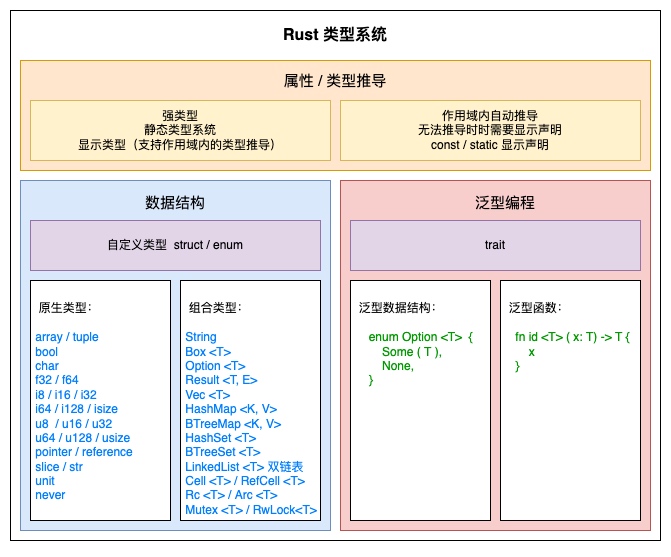 Rust 类型系统
属性 / 类型推导
强类型
静态类型系统
显示类型（支持作用域内的类型推导）
作用域内自动推导
无法推导时时需要显示声明
const / static 显示声明
数据结构
自定义类型 struct / enum
原生类型：
array / tuple
bool
char
f32 / f64
i8 / i16 / i32
i64 / i128 / isize
u8 / u16 / u32
u64 / u128 / usize
pointer / reference
slice / str
unit
never
组合类型：
String
Box <T>
Option <T>
Result <T, E>
Vec <T>
HashMap <K, V>
BTreeMap <K, V>
HashSet <T>
BTreeSet <T>
LinkedList <T> 双链表
Cell <T> / RefCell <T>
Rc <T> / Arc <T>
Mutex <T> / RwLock<T>
泛型编程
trait
泛型数据结构：
enum Option <T> {
Some ( T ),
None,
}
泛型函数：
fn id <T> ( x: T) -> T {
x
}